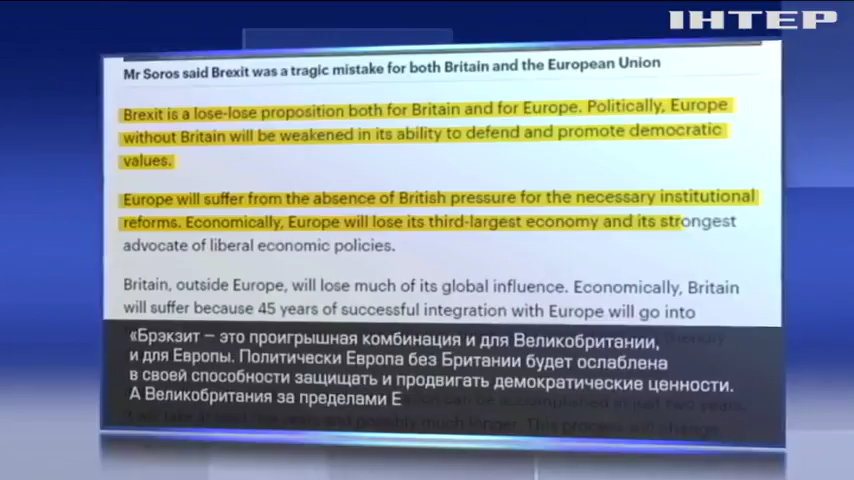 ІНТЕР
Mr Soros said Brexit was a tragic mistake for both Britain and the European Union
Brexit is a lose-lose proposition both for Britain and for Europe. Politically, Europe
without Britain will be weakened in its ability to defend and promote democratic
values.
Europe will suffer from the absence of British pressure for the necessary institutional
reforms. Economically, Europe will lose its third-largest economy and its strongest
advocate of liberal economic policies.
Britain, outside Europe, will lose much of its global influence. Economically, Britain
will suffer because 45 years of successful integration with Europe will go into
«Брэкзит – это проигрышная комбинация и для Великобритании,
и для Европы. Политически Европа без Британии будет ослаблена
в своей способности защищать и продвигать демократические ценности.
А Великобритания за пределами Е